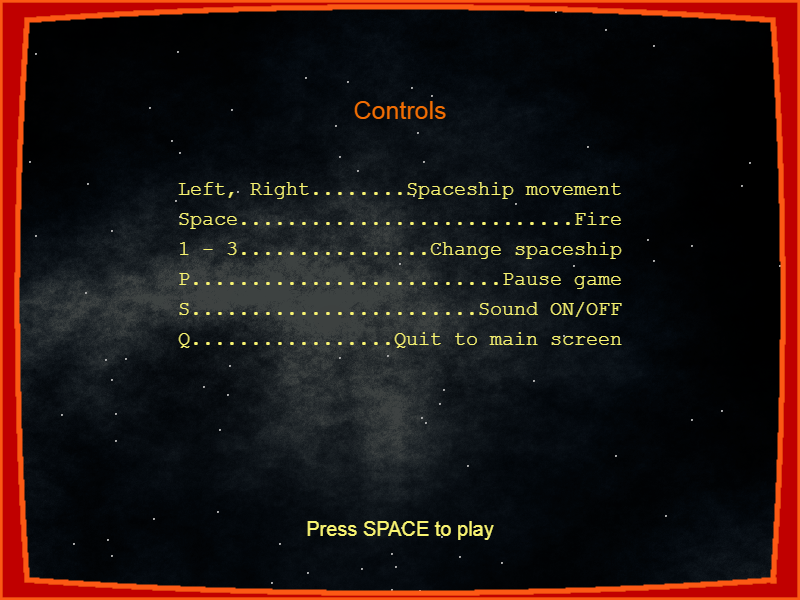 Controls
Left, Right........Spaceship movement
Space............................Fire
1 - 3................Change spaceship
P..........................Pause game
S........................Sound ON/OFF
Q.................Quit to main screen
Press SPACE to play